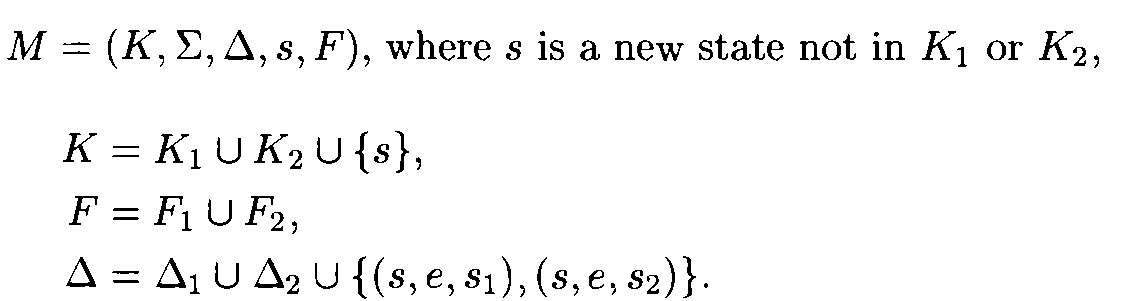 M = (K, Σ, Δ, s, F), where s is a new state not in K₁ or K₂,
K = K₁ ∪ K₂ ∪ {s},
F = F₁ ∪ F₂,
Δ = Δ₁ ∪ Δ₂ ∪ {(s, e, s₁), (s, e, s₂)}.